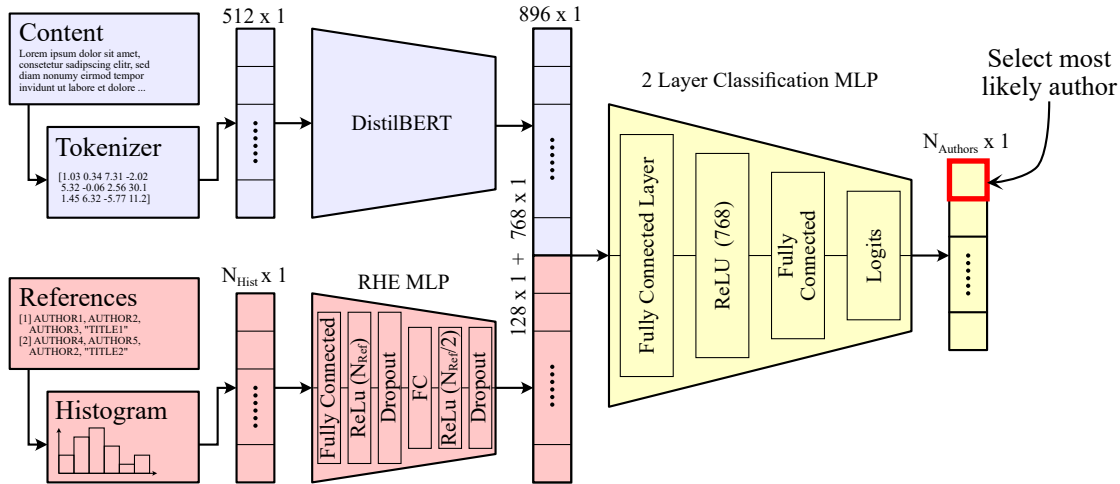 Content
Lorem ipsum dolor sit amet,
consetetur sadipscing elitr, sed
diam nonumy eirmod tempor
invidunt ut labore et dolore ...
Tokenizer
[1.03 0.34 7.31 -2.02
5.32 -0.06 2.56 30.1
1.45 6.32 -5.77 11.2]
512 x 1
DistilBERT
896 x 1
128 x 1 + 768 x 1
References
[1] AUTHOR1, AUTHOR2,
AUTHOR3, "TITLE1"
[2] AUTHOR4, AUTHOR5,
AUTHOR2, "TITLE2"
Histogram
N_Hist x 1
RHE MLP
Fully Connected
ReLu (N_Ref)
Dropout
FC
ReLu (N_Ref/2)
Dropout
2 Layer Classification MLP
Fully Connected Layer
ReLU (768)
Fully
Connected
Logits
Select most
likely author
N_Authors x 1